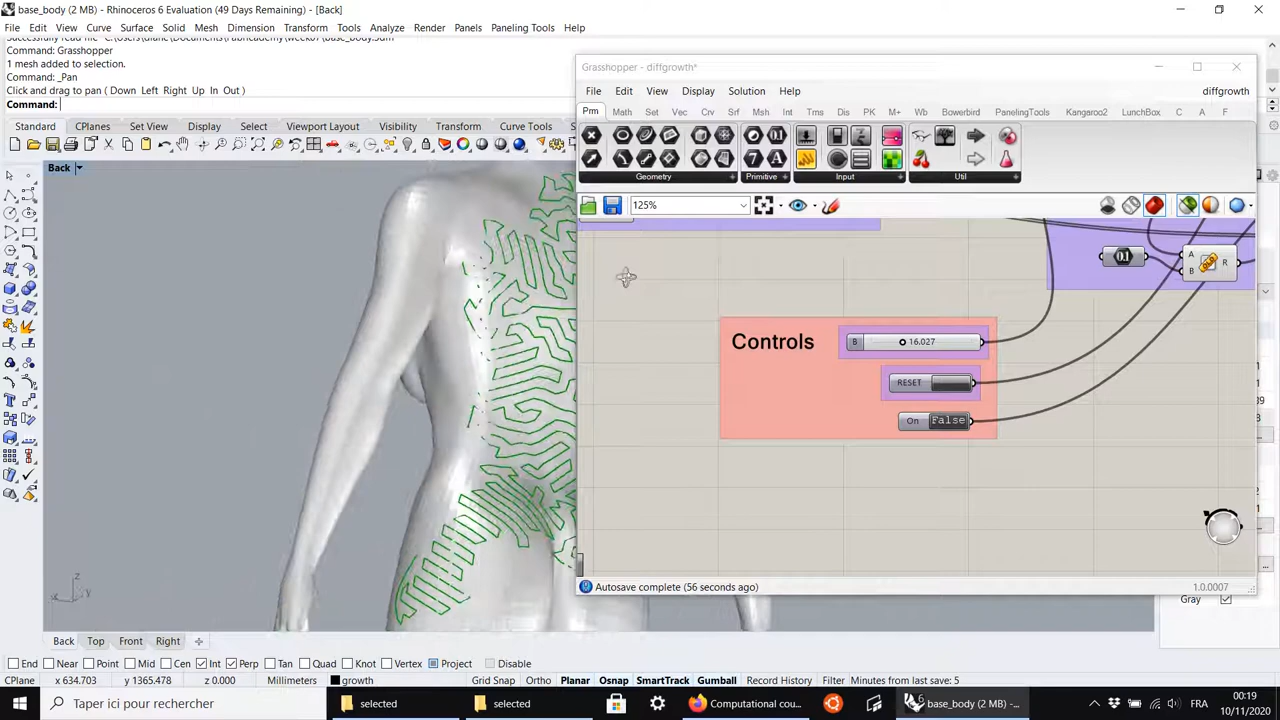 base_body (2 MB) - Rhinoceros 6 Evaluation (49 Days Remaining) - [Back]
File Edit View Curve Surface Solid Mesh Dimension Transform Tools Analyze Render Panels Paneling Tools Help
Command: Grasshopper
1 mesh added to selection.
Command: _Pan
Click and drag to pan ( Down Left Right Up In Out )
Command:
Standard CPlanes Set View Display Select Viewport Layout Visibility Transform Curve Tools
Back
Grasshopper - diffgrowth*
File Edit View Display Solution Help diffgrowth
Prm Math Set Vec Crv Srf Msh Int Trns Dis PK M+ Wb Bowerbird PanelingTools Kangaroo2 LunchBox C A F
Geometry Primitive Input Util
125%
0.1 A B R
Controls B 16.027
RESET
On False
Autosave complete (56 seconds ago) 1.0.0007
z
Gray
Back Top Front Right
End Near Point Mid Cen Int Perp Tan Quad Knot Vertex Project Disable
CPlane x 634.703 y 1365.478 z 0.000 Millimeters growth Grid Snap Ortho Planar Osnap SmartTrack Gumball Record History Filter Minutes from last save: 5
Taper ici pour rechercher selected selected Computational cou... base_body (2 MB) -... FR 00:19
10/11/2020